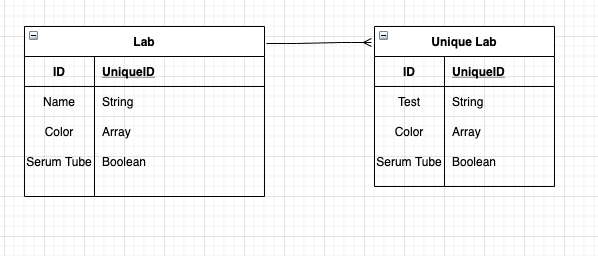 Lab
ID UniqueID
Name String
Color Array
Serum Tube Boolean
Unique Lab
ID UniqueID
Test String
Color Array
Serum Tube Boolean